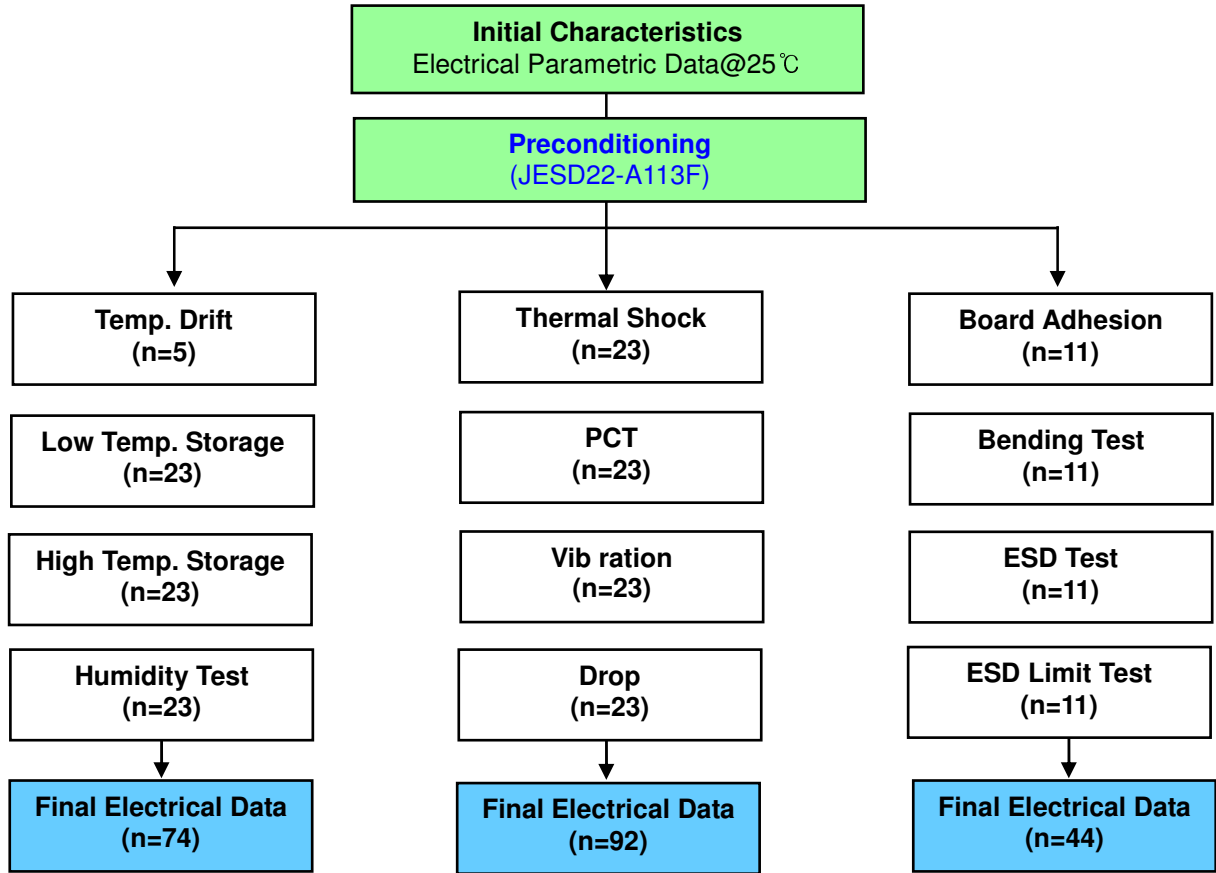 Initial Characteristics
Electrical Parametric Data@25℃
Preconditioning
(JESD22-A113F)
Temp. Drift
(n=5)
Low Temp. Storage
(n=23)
High Temp. Storage
(n=23)
Humidity Test
(n=23)
Final Electrical Data
(n=74)
Thermal Shock
(n=23)
PCT
(n=23)
Vib ration
(n=23)
Drop
(n=23)
Final Electrical Data
(n=92)
Board Adhesion
(n=11)
Bending Test
(n=11)
ESD Test
(n=11)
ESD Limit Test
(n=11)
Final Electrical Data
(n=44)